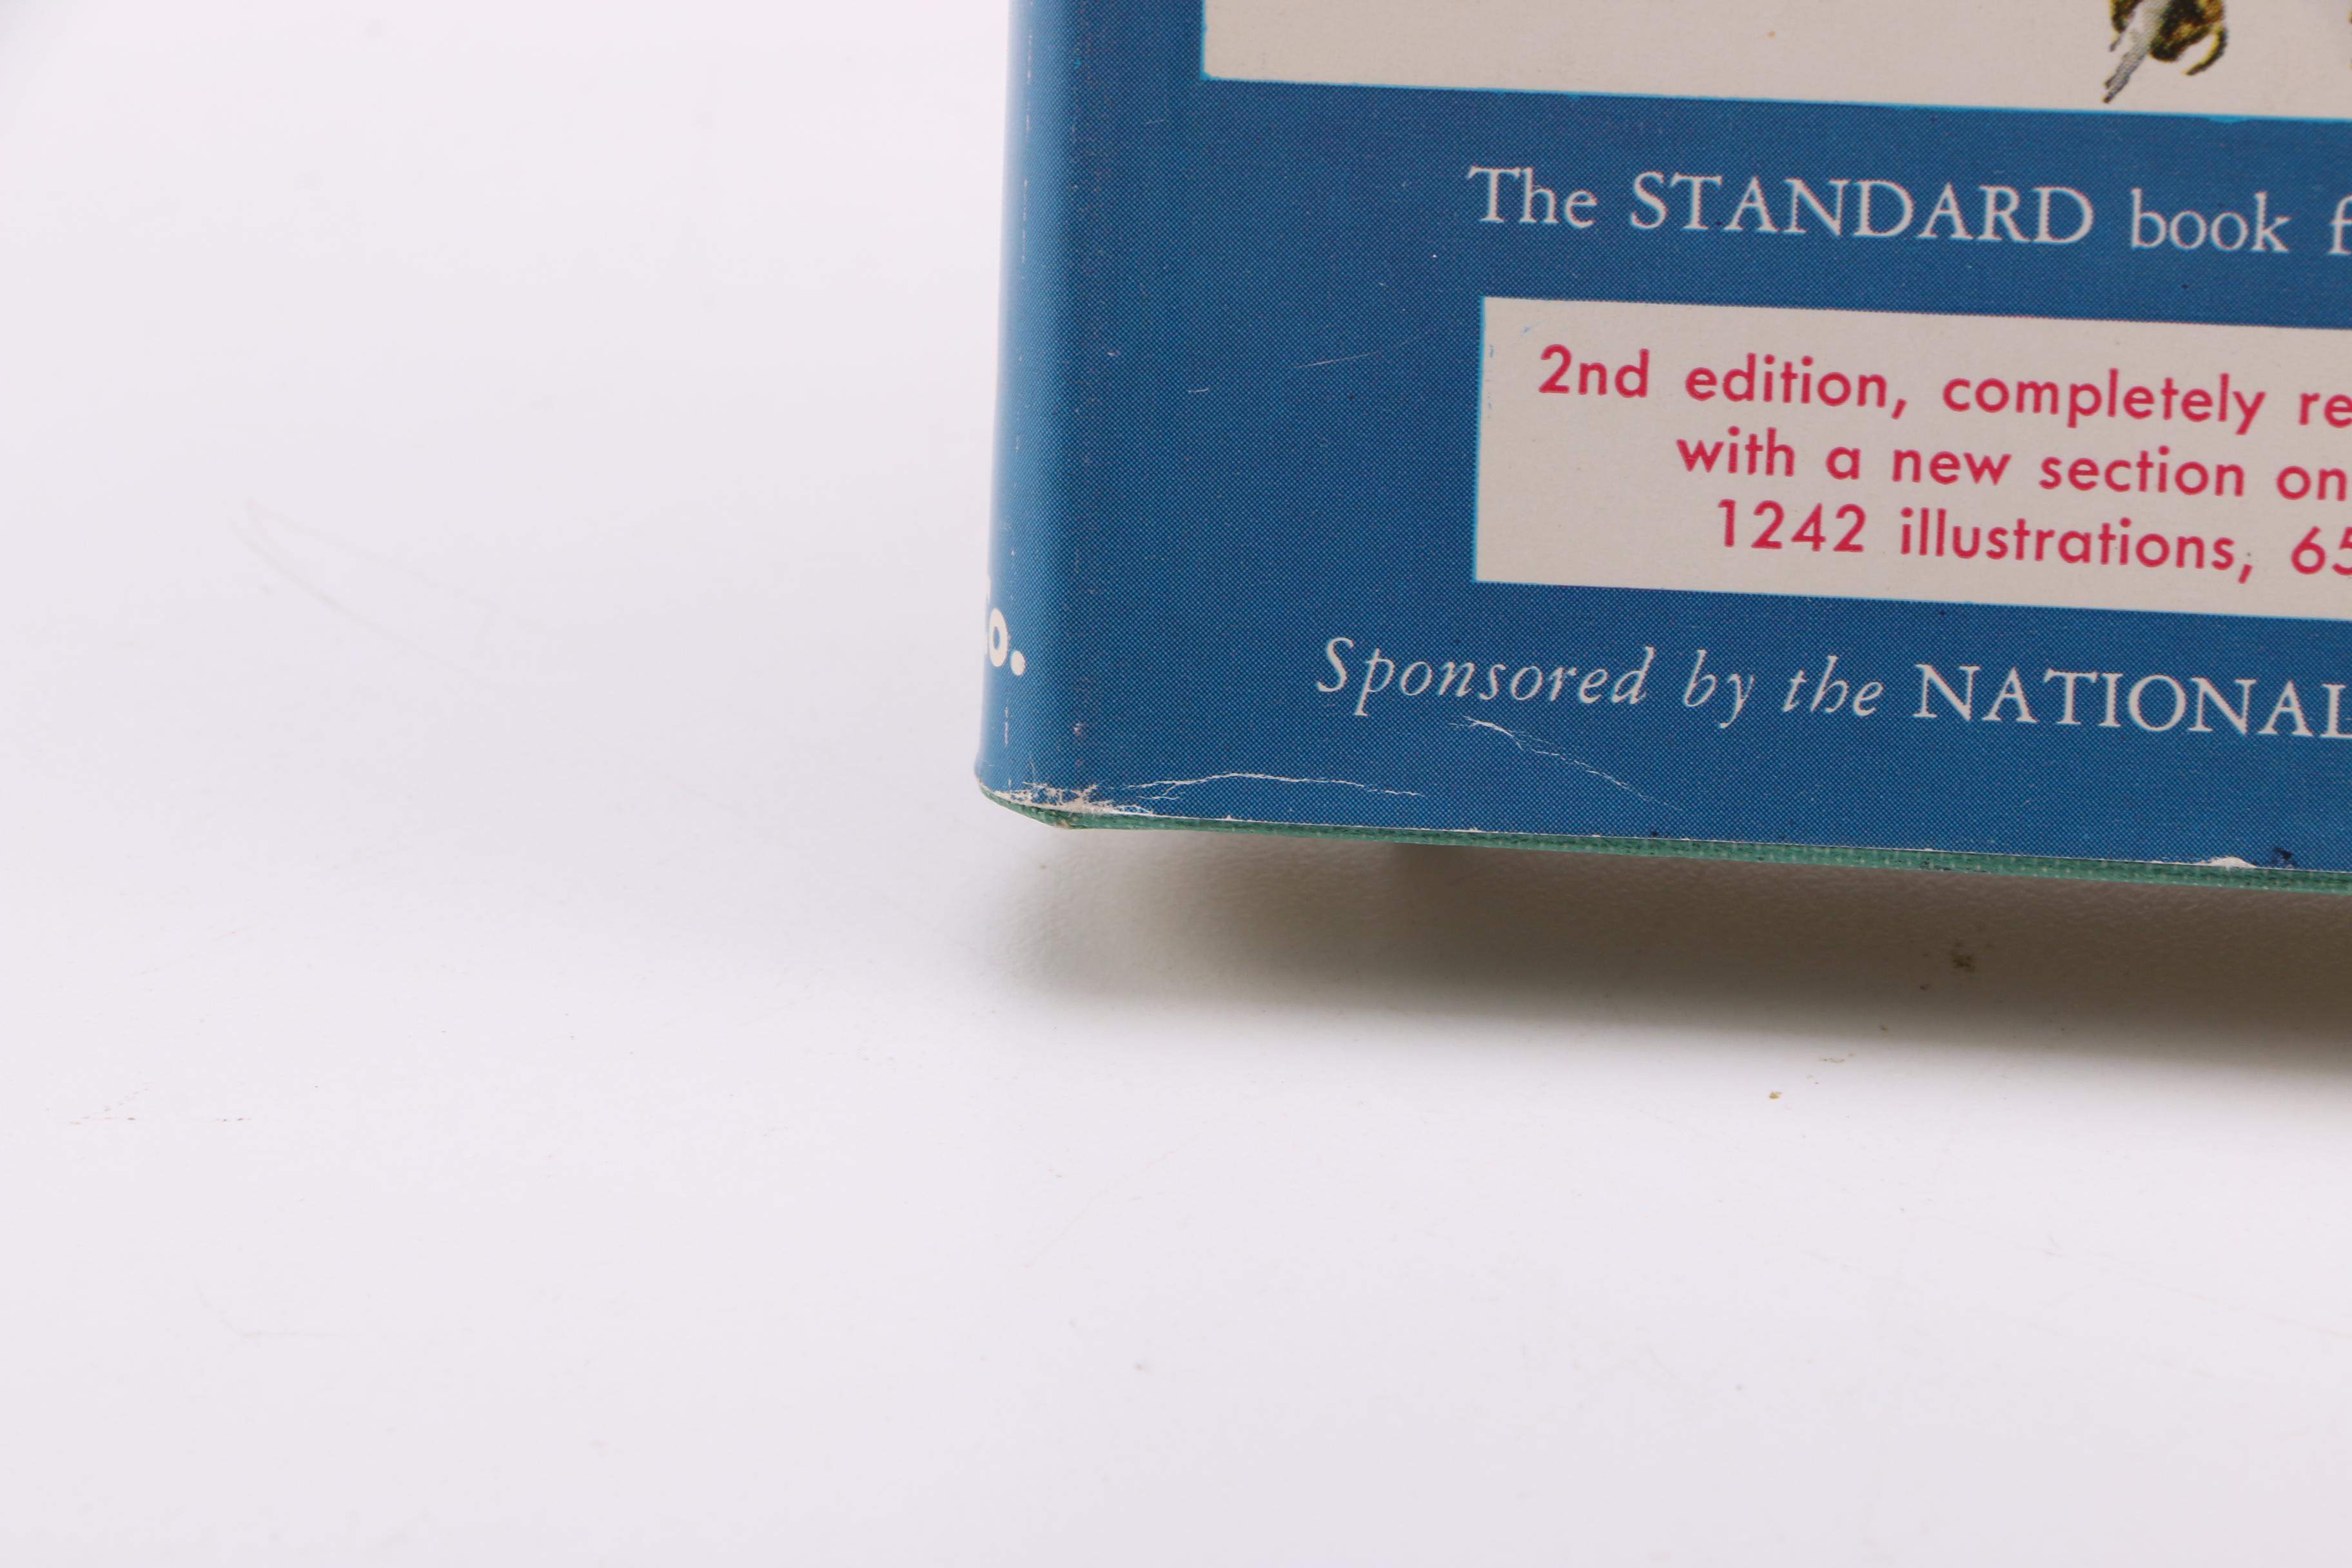 The STANDARD book f
2nd edition, completely re
with a new section on
1242 illustrations, 65
Sponsored by the NATIONAL
o.